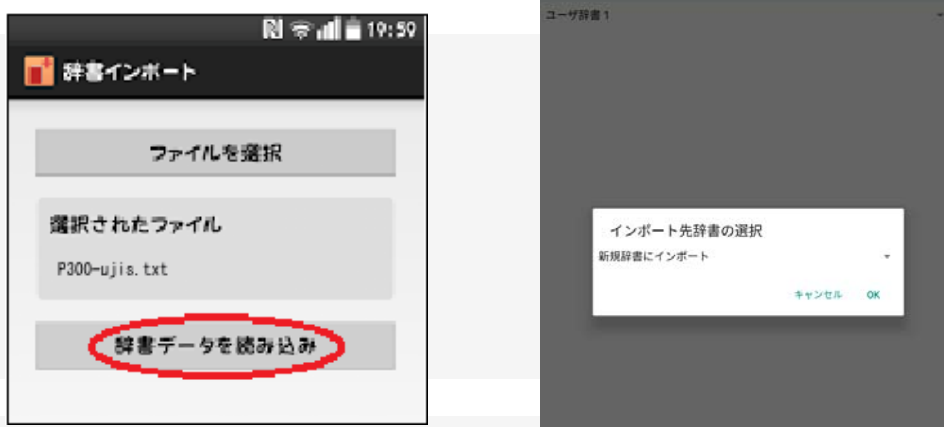 19:59
辞書インポート
ファイルを選択
選択されたファイル
P300-ujis.txt
辞書データを読み込み
ユーザ辞書1
インポート先辞書の選択
新規辞書にインポート
キャンセル OK